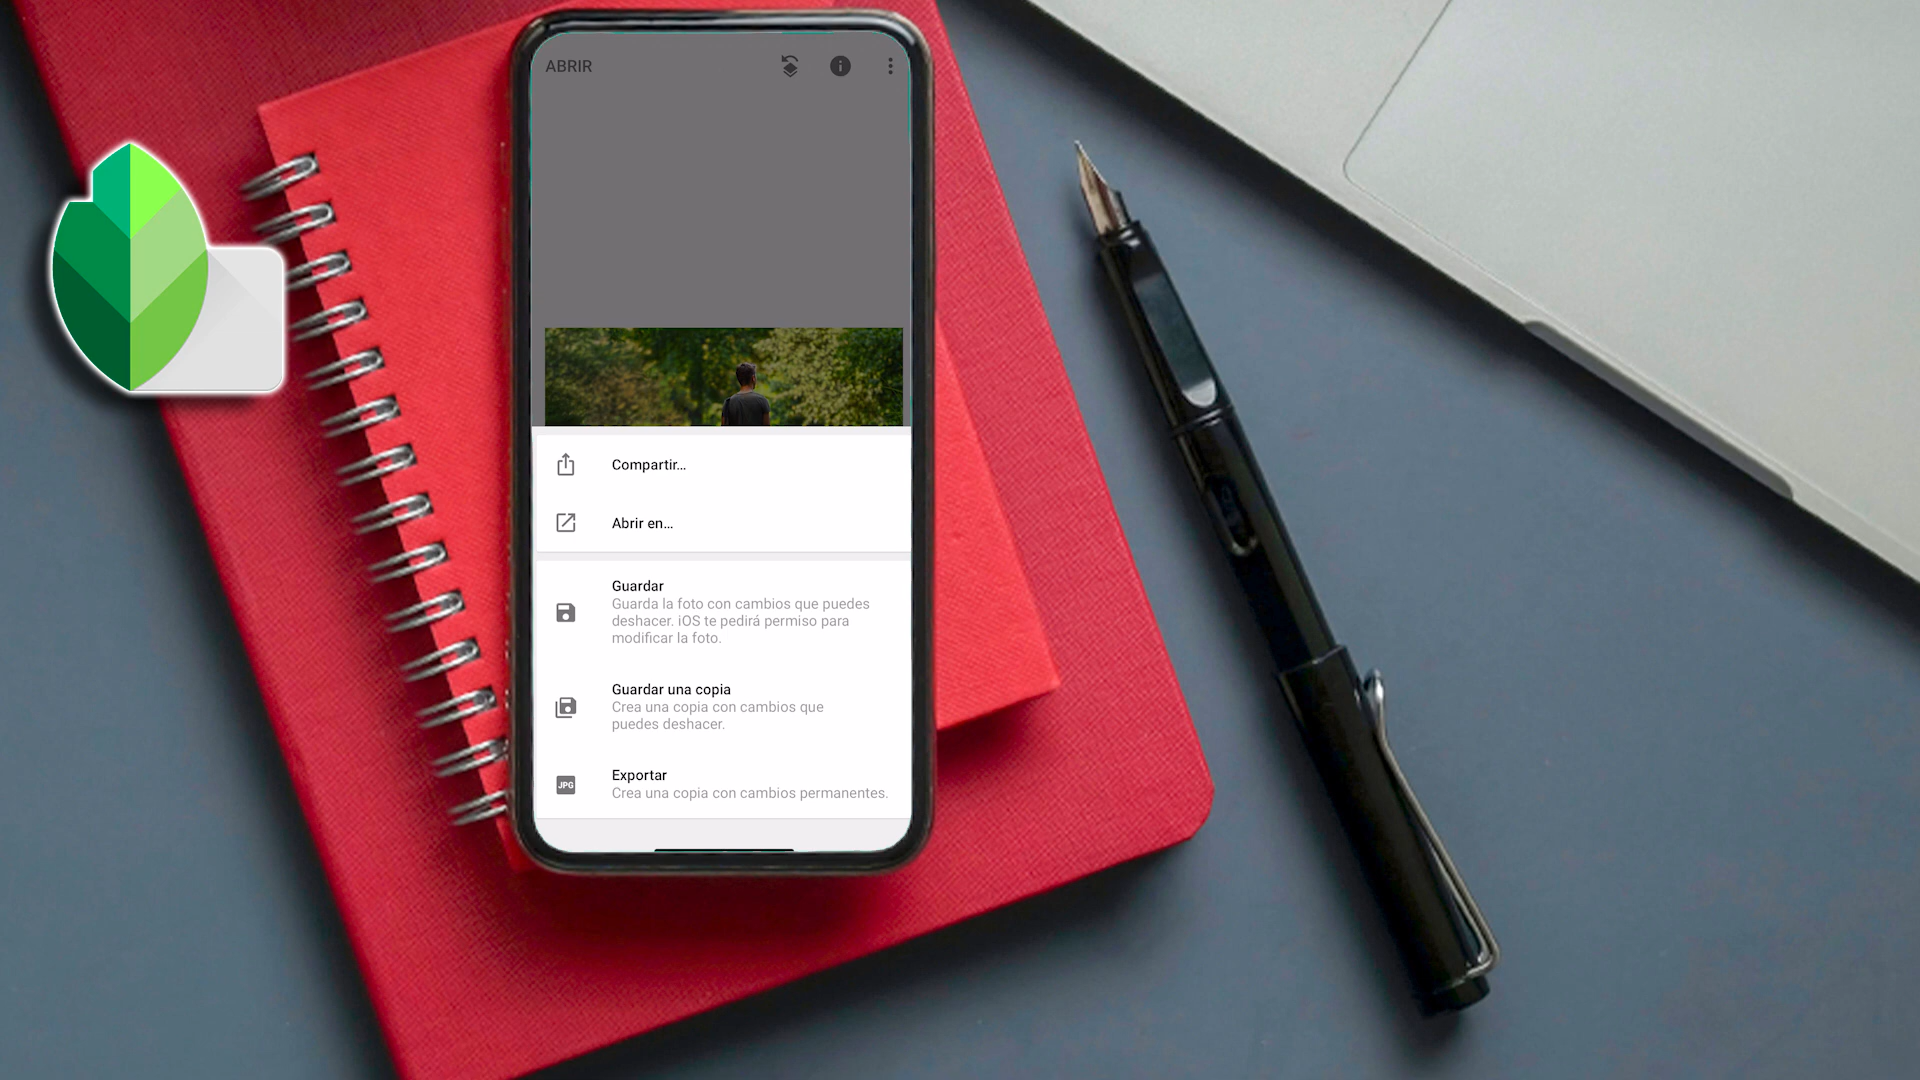 ABRIR
Compartir...
Abrir en...
Guardar
Guarda la foto con cambios que puedes
deshacer. iOS te pedirá permiso para
modificar la foto.
Guardar una copia
Crea una copia con cambios que
puedes deshacer.
JPG
Exportar
Crea una copia con cambios permanentes.